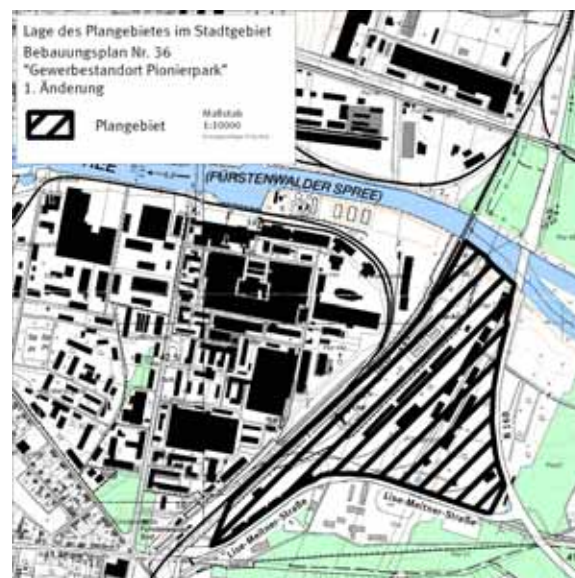 Lage des Plangebietes im Stadtgebiet
Bebauungsplan Nr. 36
"Gewerbestandort Pionierpark"
1. Änderung
Plangebiet
Maßstab
1:10000
(FÜRSTENWALDER SPREE)
B 168
Lise-Meitner-Straße
Lise-Meitner-Straße